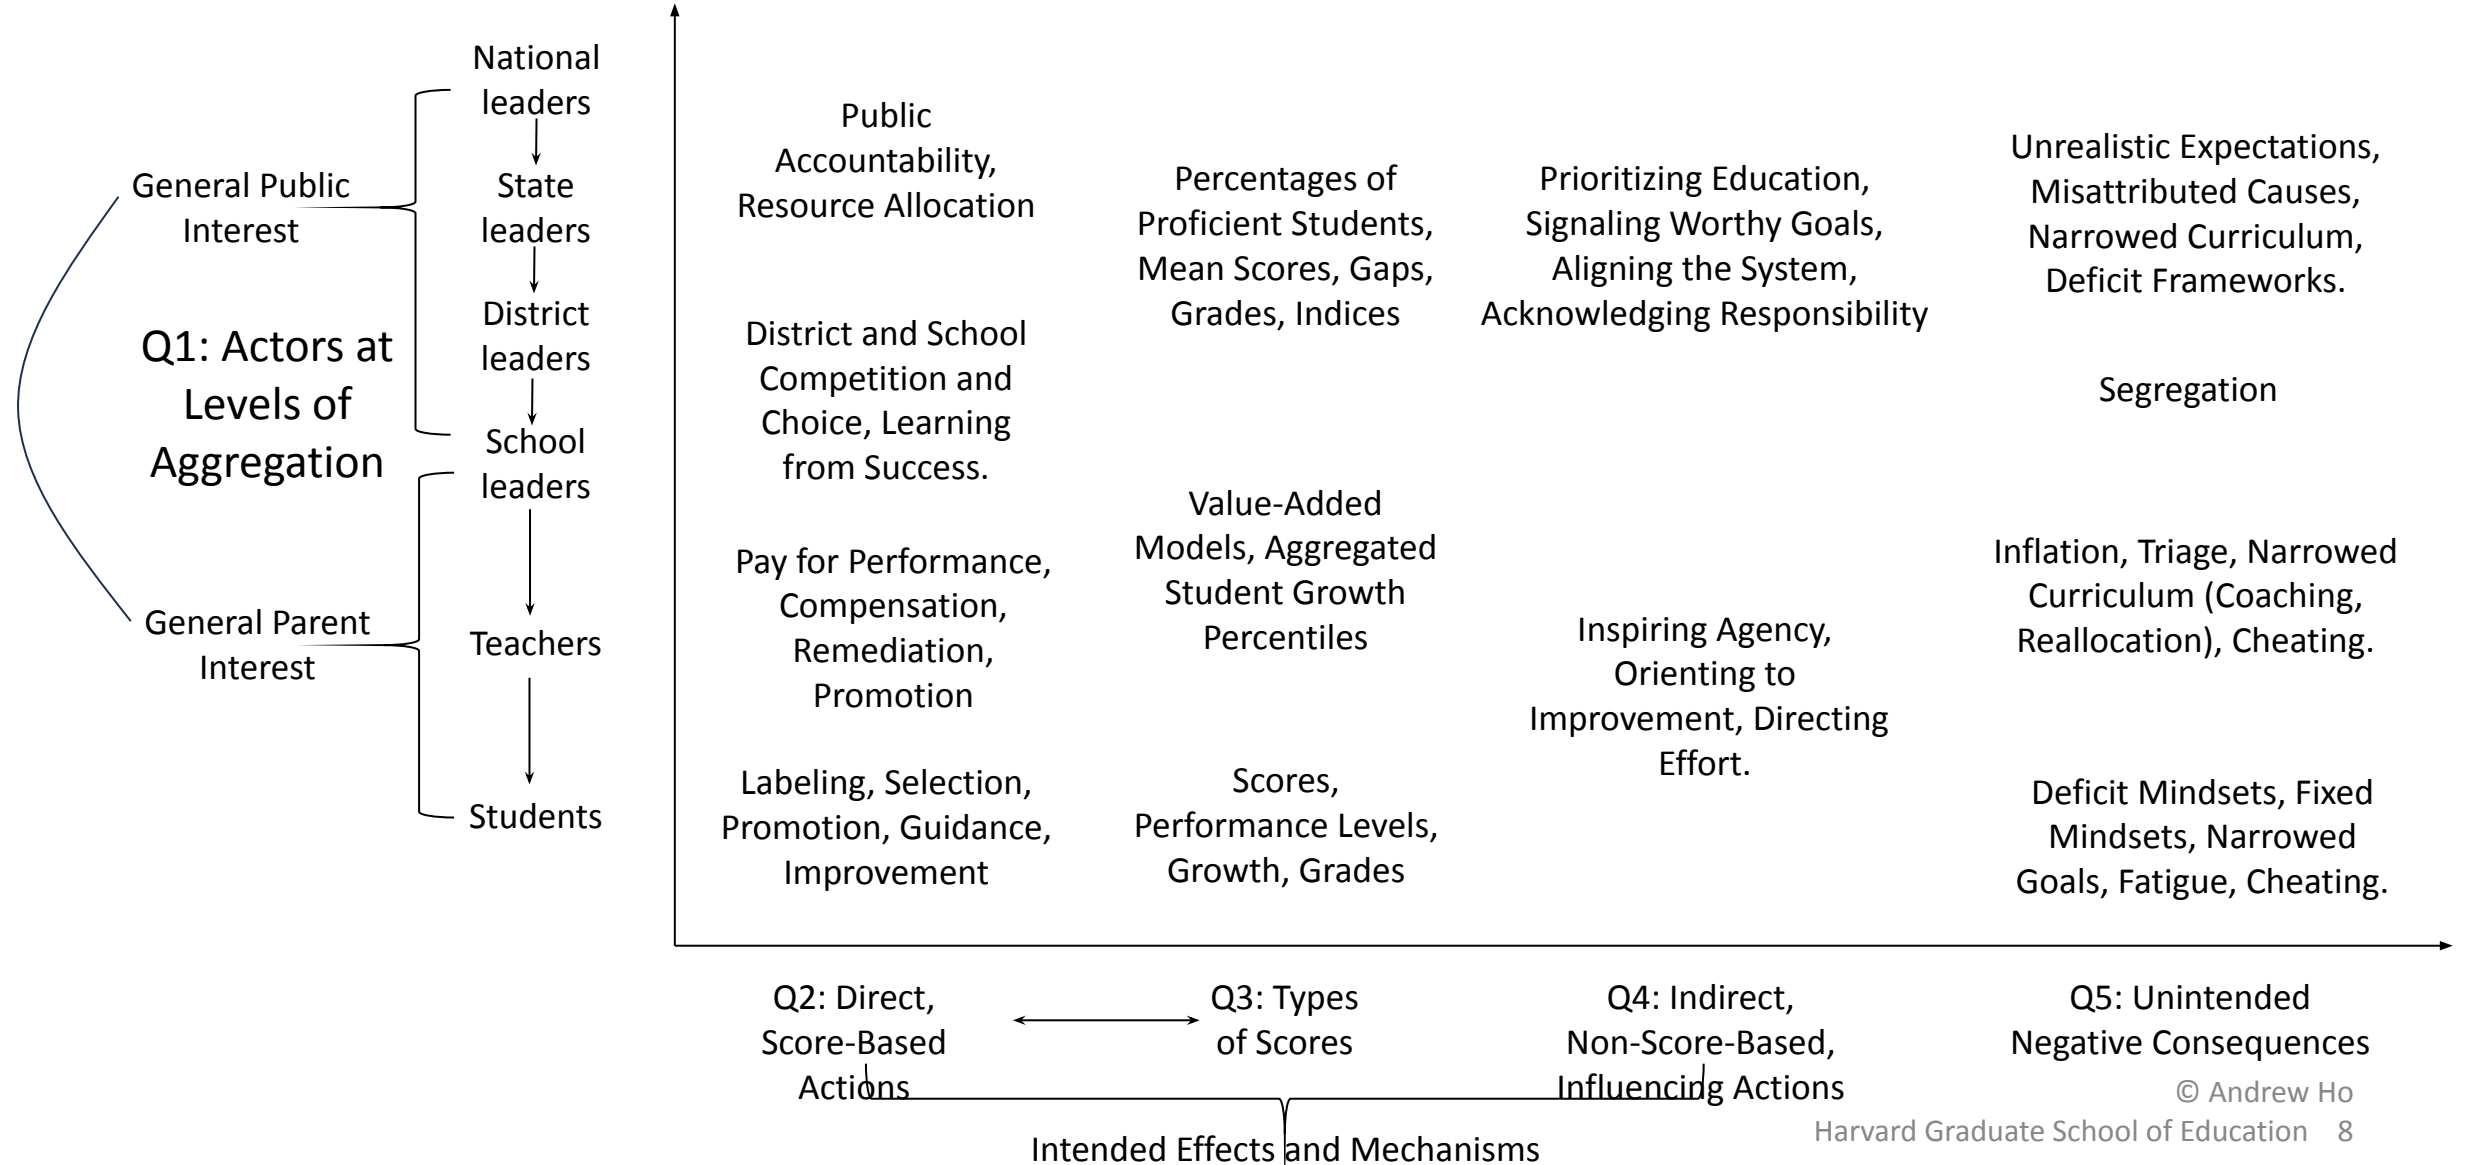 National
leaders
State
leaders
District
leaders
School
leaders
Teachers
Students
General Public
Interest
Q1: Actors at
Levels of
Aggregation
General Parent
Interest
Public
Accountability,
Resource Allocation
District and School
Competition and
Choice, Learning
from Success.
Pay for Performance,
Compensation,
Remediation,
Promotion
Labeling, Selection,
Promotion, Guidance,
Improvement
Percentages of
Proficient Students,
Mean Scores, Gaps,
Grades, Indices
Value-Added
Models, Aggregated
Student Growth
Percentiles
Scores,
Performance Levels,
Growth, Grades
Prioritizing Education,
Signaling Worthy Goals,
Aligning the System,
Acknowledging Responsibility
Inspiring Agency,
Orienting to
Improvement, Directing
Effort.
Unrealistic Expectations,
Misattributed Causes,
Narrowed Curriculum,
Deficit Frameworks.
Segregation
Inflation, Triage, Narrowed
Curriculum (Coaching,
Reallocation), Cheating.
Deficit Mindsets, Fixed
Mindsets, Narrowed
Goals, Fatigue, Cheating.
Q2: Direct,
Score-Based
Actions
Q3: Types
of Scores
Q4: Indirect,
Non-Score-Based,
Influencing Actions
Q5: Unintended
Negative Consequences
Intended Effects and Mechanisms
© Andrew Ho
Harvard Graduate School of Education 8